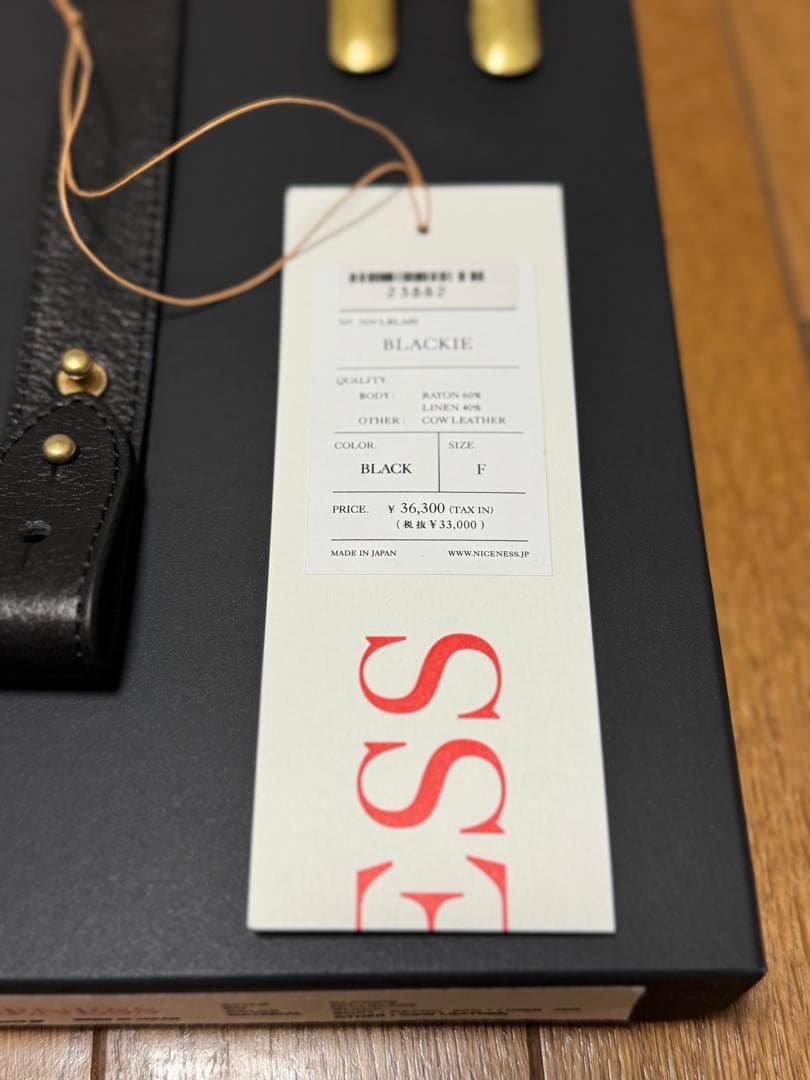 23882
BLACKIE
QUALITY.
BODY: RAYON 60%
LINEN 40%
OTHER: COW LEATHER
COLOR. SIZE.
BLACK F
PRICE. ¥ 36,300 (TAX IN)
(税抜¥33,000)
MADE IN JAPAN WWW.NICENESS.JP
ESS